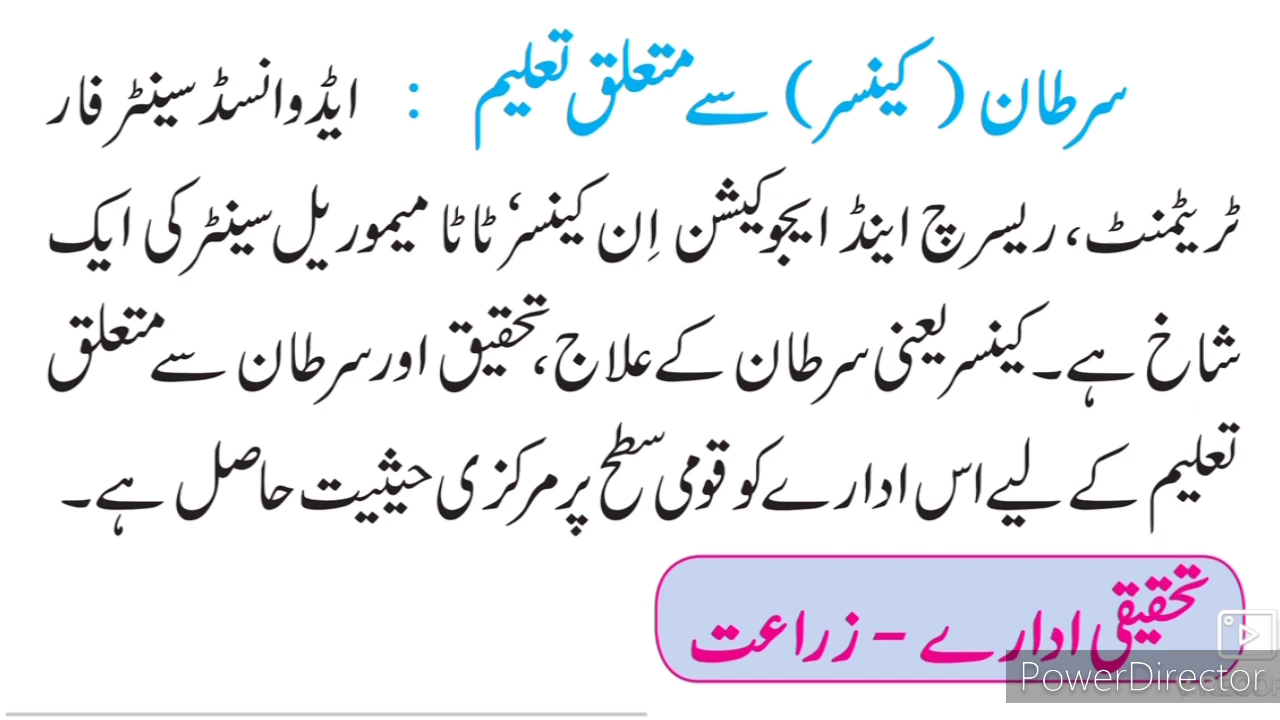 سرطان (کینسر) سے متعلق تعلیم : ایڈوانسڈ سینٹر فار
ٹریٹمنٹ، ریسرچ اینڈ ایجوکیشن اِن کینسر‘ ٹاٹا میموریل سینٹر کی ایک
شاخ ہے۔ کینسر یعنی سرطان کے علاج، تحقیق اور سرطان سے متعلق
تعلیم کے لیے اس ادارے کو قومی سطح پر مرکزی حیثیت حاصل ہے۔
تحقیقی ادارے - زراعت
PowerDirector